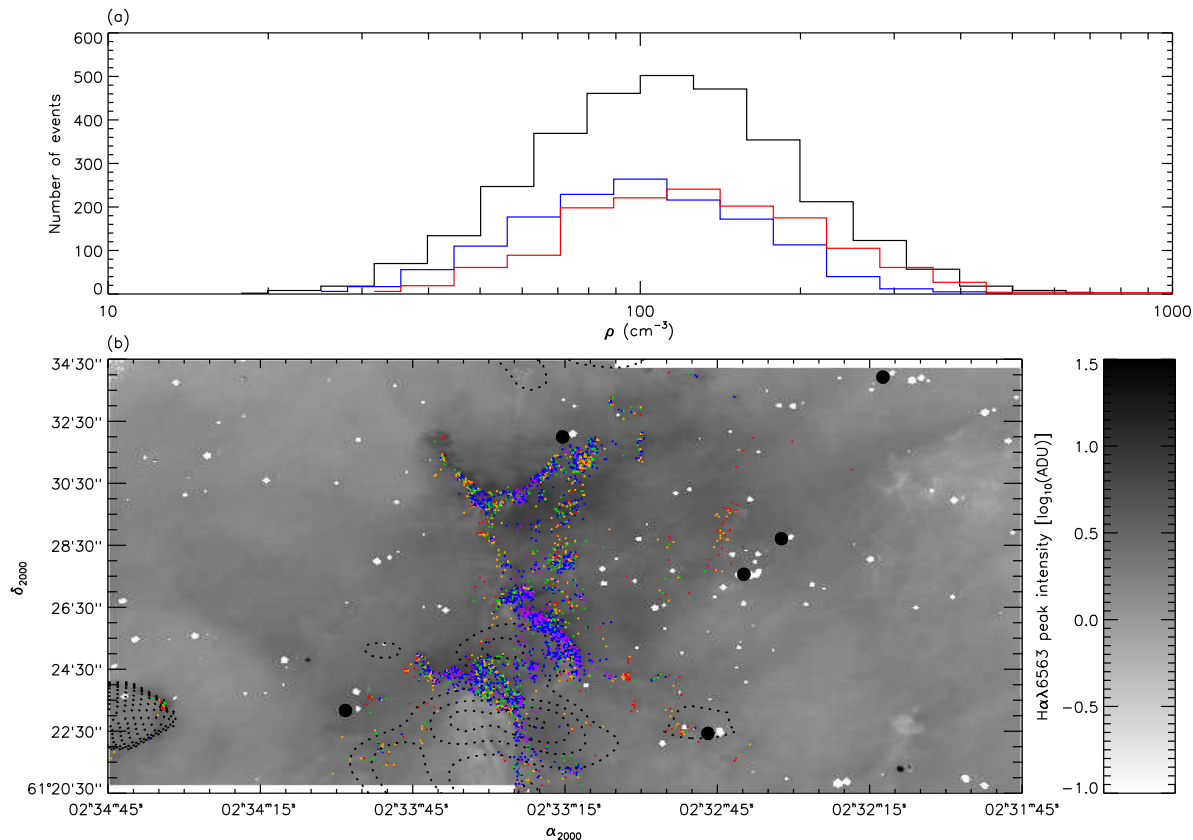 (a)
600
500
400
300
200
100
0
Number of events
10
100
1000
ρ (cm⁻³)
(b)
34'30''
32'30''
30'30''
28'30''
26'30''
24'30''
22'30''
61°20'30''
δ₂₀₀₀
02ʰ34ᵐ45ˢ
02ʰ34ᵐ15ˢ
02ʰ33ᵐ45ˢ
02ʰ33ᵐ15ˢ
02ʰ32ᵐ45ˢ
02ʰ32ᵐ15ˢ
02ʰ31ᵐ45ˢ
α₂₀₀₀
Hαλ6563 peak intensity [log₁₀(ADU)]
1.5
1.0
0.5
0.0
−0.5
−1.0